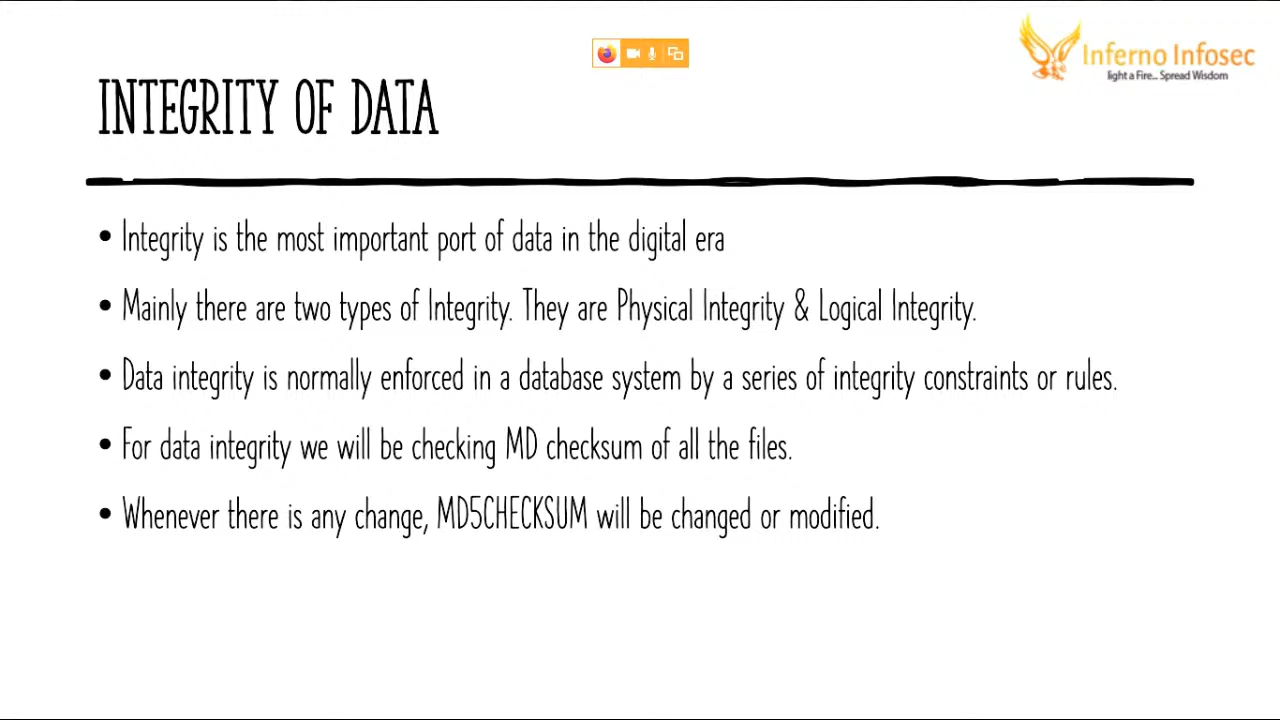 Inferno Infosec
light a Fire... Spread Wisdom
INTEGRITY OF DATA
• Integrity is the most important port of data in the digital era
• Mainly there are two types of Integrity. They are Physical Integrity & Logical Integrity.
• Data integrity is normally enforced in a database system by a series of integrity constraints or rules.
• For data integrity we will be checking MD checksum of all the files.
• Whenever there is any change, MD5CHECKSUM will be changed or modified.